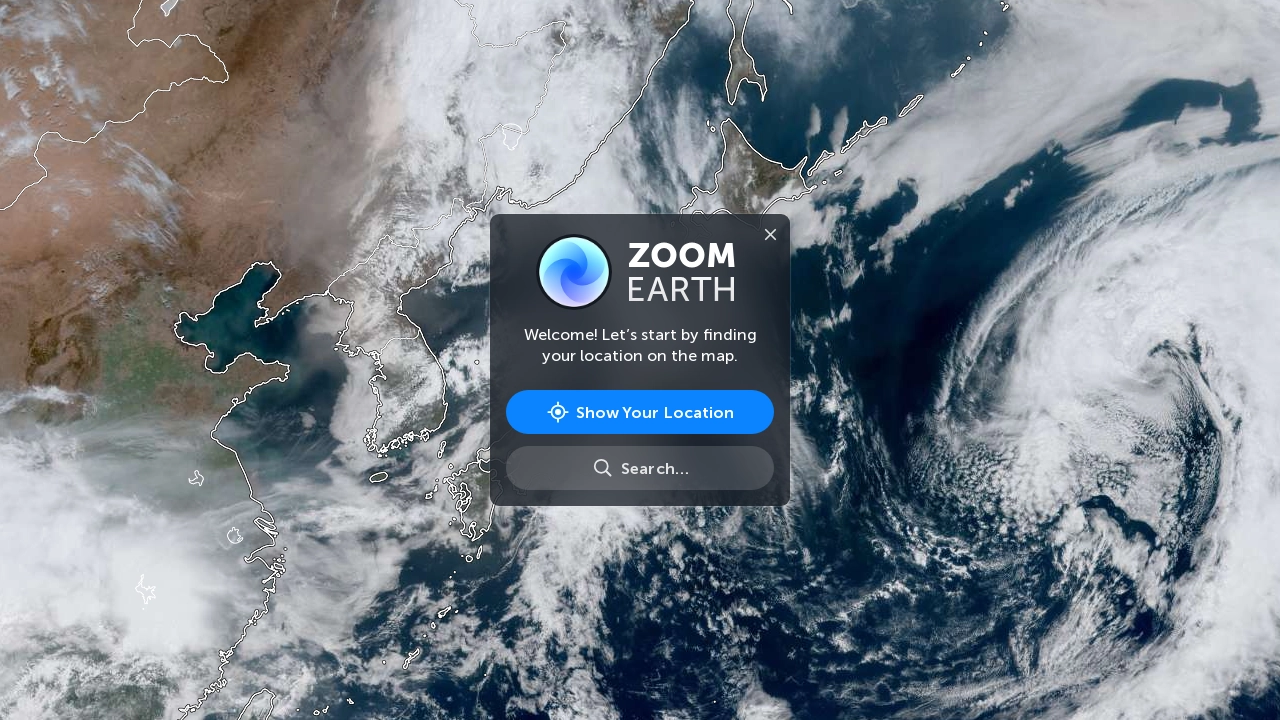 ZOOM
EARTH
Welcome! Let’s start by finding
your location on the map.
Show Your Location
Search...